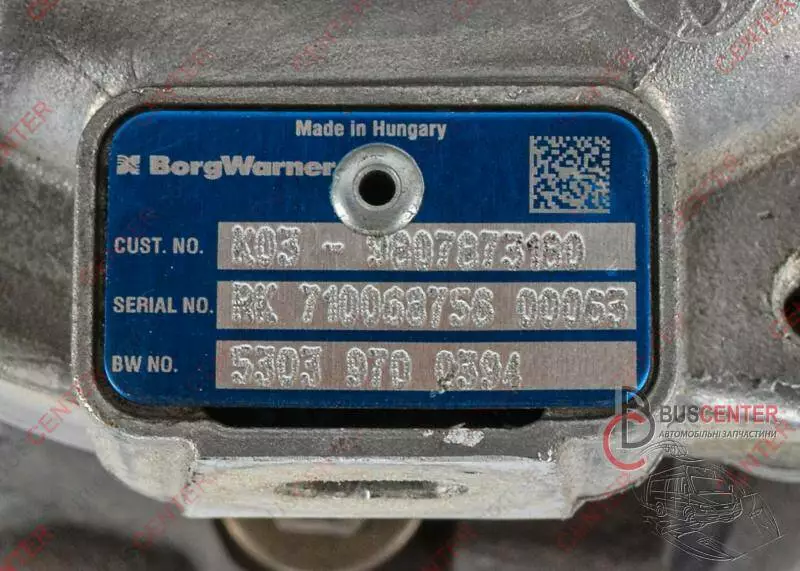 Made in Hungary
BorgWarner
CUST. NO. K03 - 9807873180
SERIAL NO. RK 710068756 00063
BW NO. 5303 970 0394
BUSCENTER
АВТОМОБІЛЬНІ ЗАПЧАСТИНИ